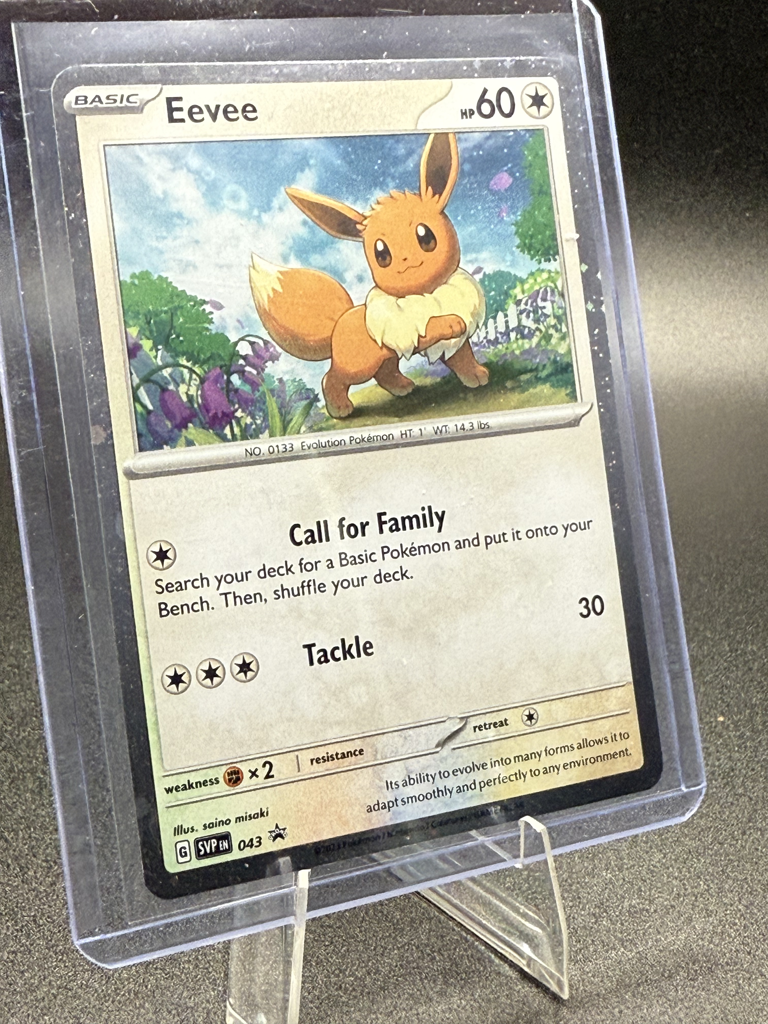 BASIC Eevee HP 60
NO. 0133 Evolution Pokémon HT: 1' WT: 14.3 lbs.
Call for Family
Search your deck for a Basic Pokémon and put it onto your
Bench. Then, shuffle your deck.
Tackle 30
weakness ×2 resistance retreat
Its ability to evolve into many forms allows it to
adapt smoothly and perfectly to any environment.
Illus. saino misaki
G SVP EN 043